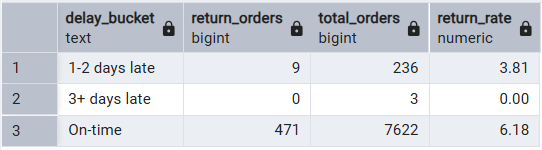 delay_bucket return_orders total_orders return_rate
text bigint bigint numeric
1 1-2 days late 9 236 3.81
2 3+ days late 0 3 0.00
3 On-time 471 7622 6.18